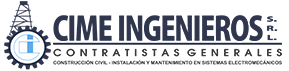 CIME INGENIEROS S.R.L.
CONTRATISTAS GENERALES
CONSTRUCCIÓN CIVIL - INSTALACIÓN Y MANTENIMIENTO EN SISTEMAS ELECTROMECÁNICOS